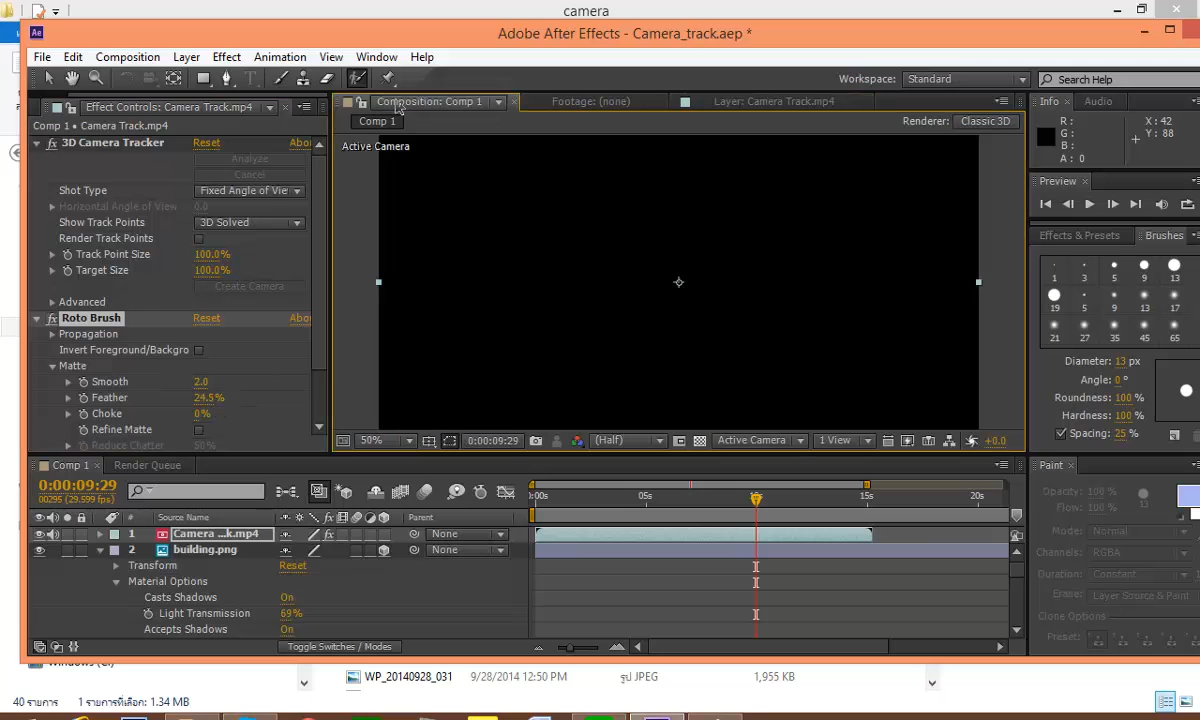 camera
Ae
Adobe After Effects - Camera_track.aep *
File Edit Composition Layer Effect Animation View Window Help
Workspace: Standard Search Help
Effect Controls: Camera Track.mp4
Composition: Comp 1 Footage: (none) Layer: Camera Track.mp4
Info Audio
Comp 1 • Camera Track.mp4
Comp 1
Renderer: Classic 3D
R:
G:
B:
A: 0
X: 42
Y: 88
fx 3D Camera Tracker Reset Abou
Active Camera
Analyze
Cancel
Shot Type Fixed Angle of Vie
Horizontal Angle of View 0.0
Show Track Points 3D Solved
Render Track Points
Track Point Size 100.0%
Target Size 100.0%
Create Camera
Advanced
fx Roto Brush Reset Abou
Propagation
Invert Foreground/Backgro
Matte
Smooth 2.0
Feather 24.5%
Choke 0%
Refine Matte
Reduce Chatter 50%
Preview
Effects & Presets Brushes
1 3 5 9 13
19 5 9 13 17
21 27 35 45 65
Diameter: 13 px
Angle: 0 °
Roundness: 100 %
Hardness: 100 %
Spacing: 25 %
50% 0:00:09:29 (Half) Active Camera 1 View +0.0
Comp 1 Render Queue
0:00:09:29
00295 (29.599 fps)
:00s 05s 10s 15s 20s
# Source Name fx Parent
1 Camera ...k.mp4 fx None
2 building.png None
Transform Reset
Material Options
Casts Shadows On
Light Transmission 69%
Accepts Shadows On
Toggle Switches / Modes
Paint
Opacity: 100 %
Flow: 100 %
13
Mode: Normal
Channels: RGBA
Duration: Constant
Erase: Layer Source & Paint
Clone Options
Preset:
Windows (C:)
WP_20140928_031 9/28/2014 12:50 PM รูป JPEG 1,955 KB
40 รายการ 1 รายการที่เลือก: 1.34 MB